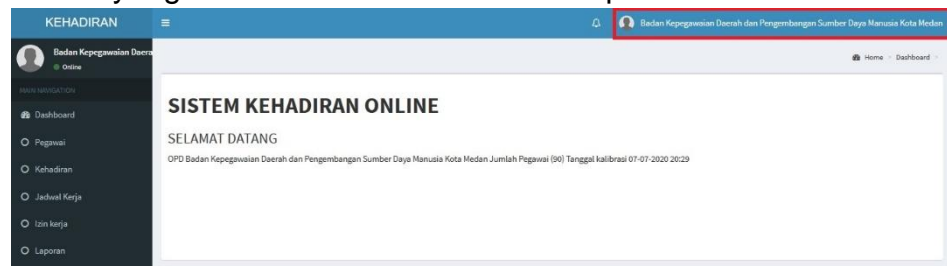 KEHADIRAN
Badan Kepegawaian Daerah dan Pengembangan Sumber Daya Manusia Kota Medan
Badan Kepegawaian Daera
Online
Home
Dashboard
MAIN NAVIGATION
Dashboard
SISTEM KEHADIRAN ONLINE
Pegawai
SELAMAT DATANG
OPD Badan Kepegawaian Daerah dan Pengembangan Sumber Daya Manusia Kota Medan Jumlah Pegawai (90) Tanggal kalibrasi 07-07-2020 20:29
Kehadiran
Jadwal Kerja
Izin kerja
Laporan